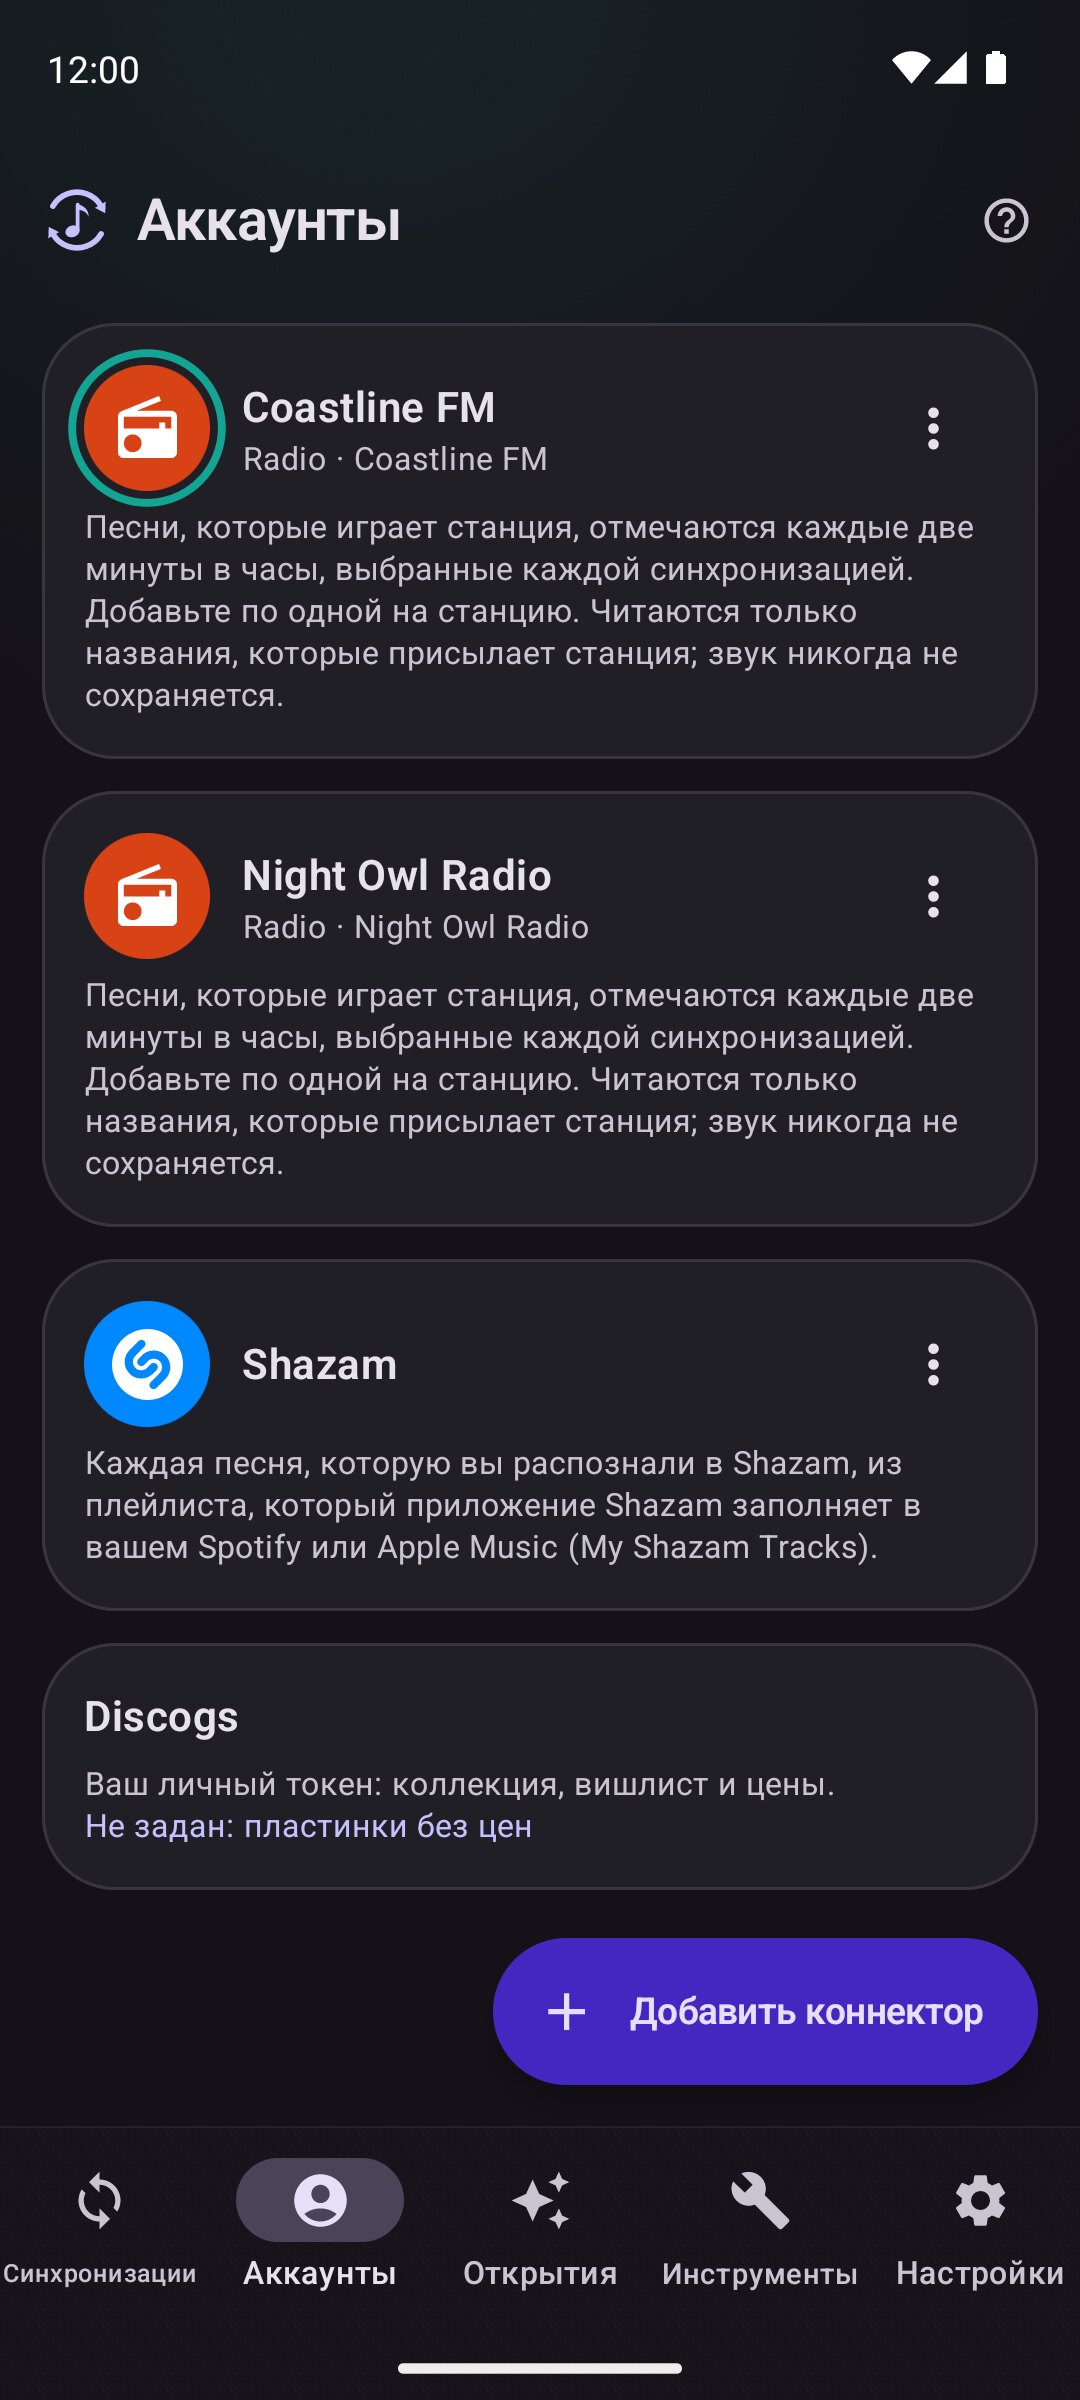 12:00
Аккаунты
Coastline FM
Radio · Coastline FM
Песни, которые играет станция, отмечаются каждые две
минуты в часы, выбранные каждой синхронизацией.
Добавьте по одной на станцию. Читаются только
названия, которые присылает станция; звук никогда не
сохраняется.
Night Owl Radio
Radio · Night Owl Radio
Песни, которые играет станция, отмечаются каждые две
минуты в часы, выбранные каждой синхронизацией.
Добавьте по одной на станцию. Читаются только
названия, которые присылает станция; звук никогда не
сохраняется.
Shazam
Каждая песня, которую вы распознали в Shazam, из
плейлиста, который приложение Shazam заполняет в
вашем Spotify или Apple Music (My Shazam Tracks).
Discogs
Ваш личный токен: коллекция, вишлист и цены.
Не задан: пластинки без цен
Добавить коннектор
Синхронизации
Аккаунты
Открытия
Инструменты
Настройки